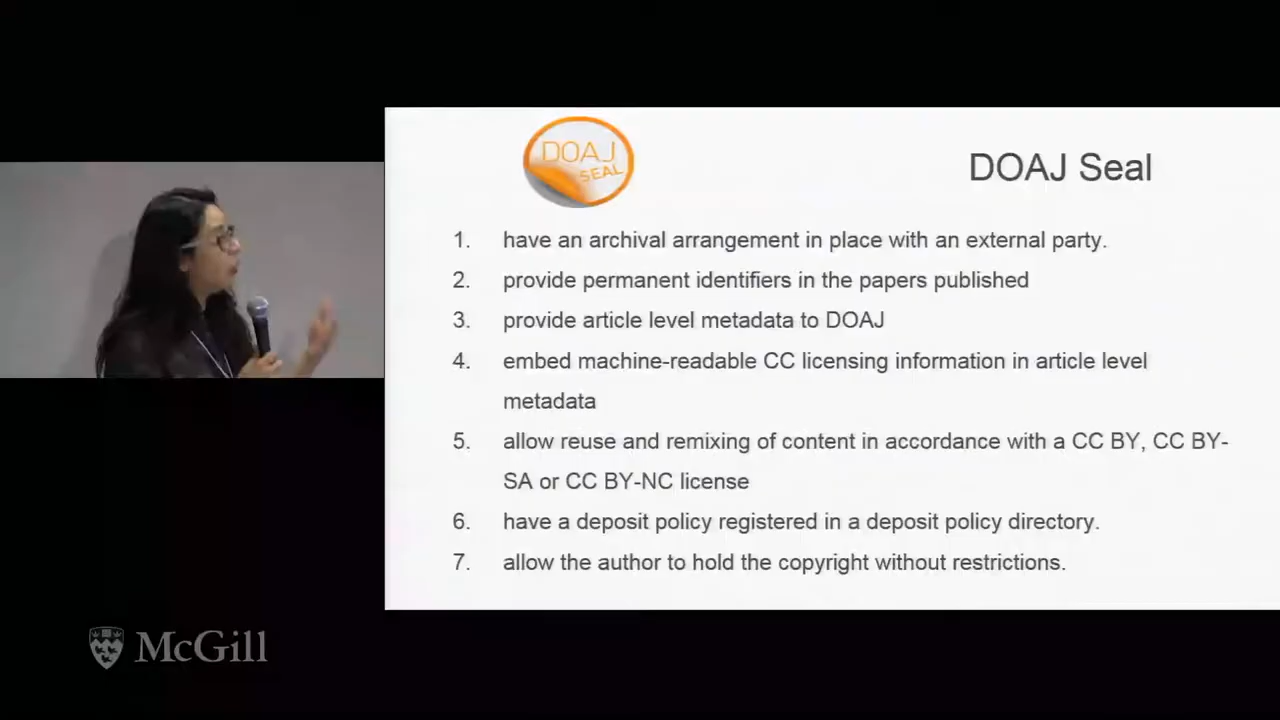 DOAJ
SEAL
DOAJ Seal
1. have an archival arrangement in place with an external party.
2. provide permanent identifiers in the papers published
3. provide article level metadata to DOAJ
4. embed machine-readable CC licensing information in article level
metadata
5. allow reuse and remixing of content in accordance with a CC BY, CC BY-
SA or CC BY-NC license
6. have a deposit policy registered in a deposit policy directory.
7. allow the author to hold the copyright without restrictions.
McGill